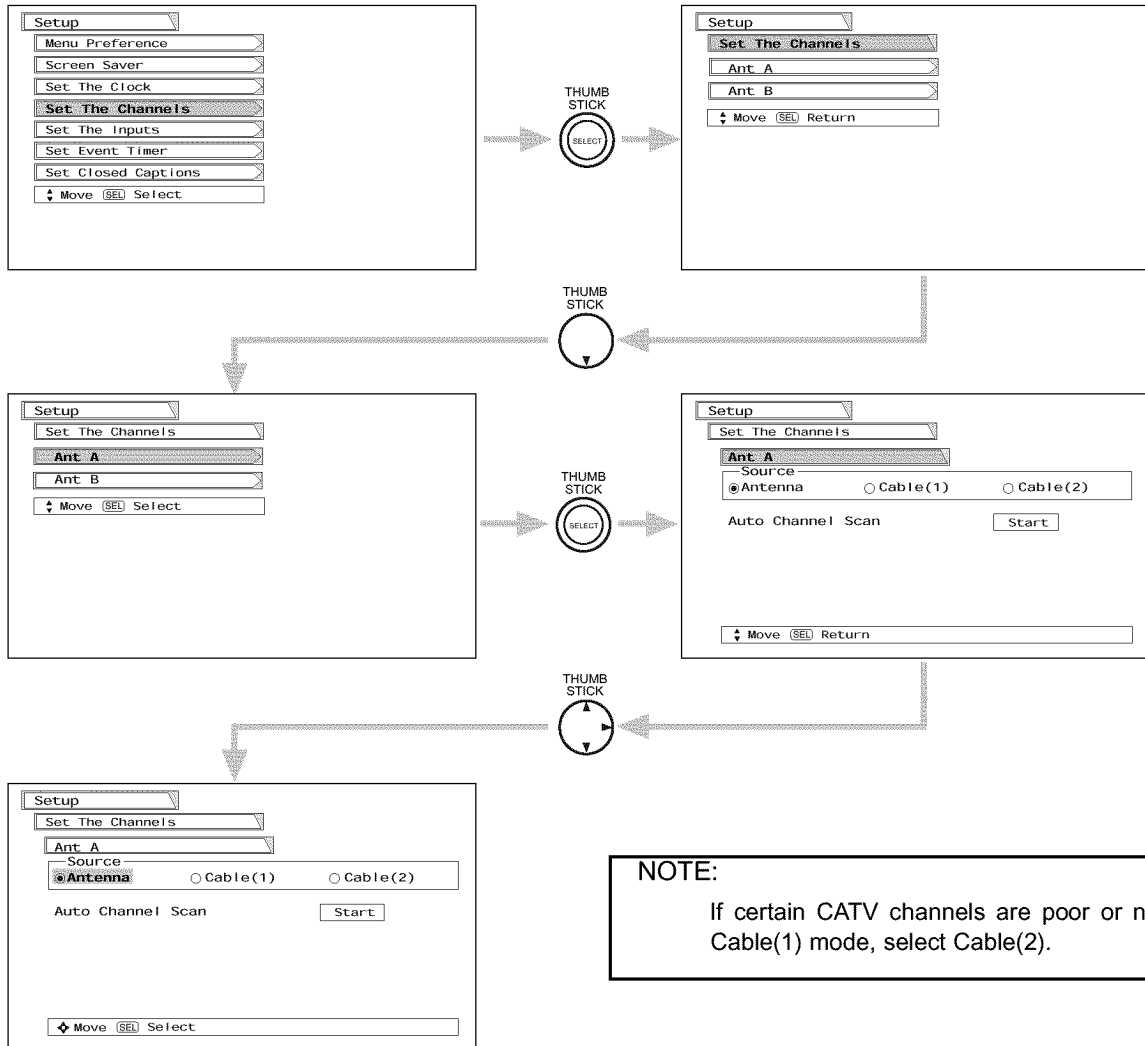 Setup
Menu Preference
Screen Saver
Set The Clock
Set The Channels
Set The Inputs
Set Event Timer
Set Closed Captions
Move SEL Select
THUMB
STICK
SELECT
Setup
Set The Channels
Ant A
Ant B
Move SEL Return
THUMB
STICK
Setup
Set The Channels
Ant A
Ant B
Move SEL Select
THUMB
STICK
SELECT
Setup
Set The Channels
Ant A
Source
Antenna Cable(1) Cable(2)
Auto Channel Scan Start
Move SEL Return
THUMB
STICK
Setup
Set The Channels
Ant A
Source
Antenna Cable(1) Cable(2)
Auto Channel Scan Start
Move SEL Select
NOTE:
If certain CATV channels are poor or
Cable(1) mode, select Cable(2).